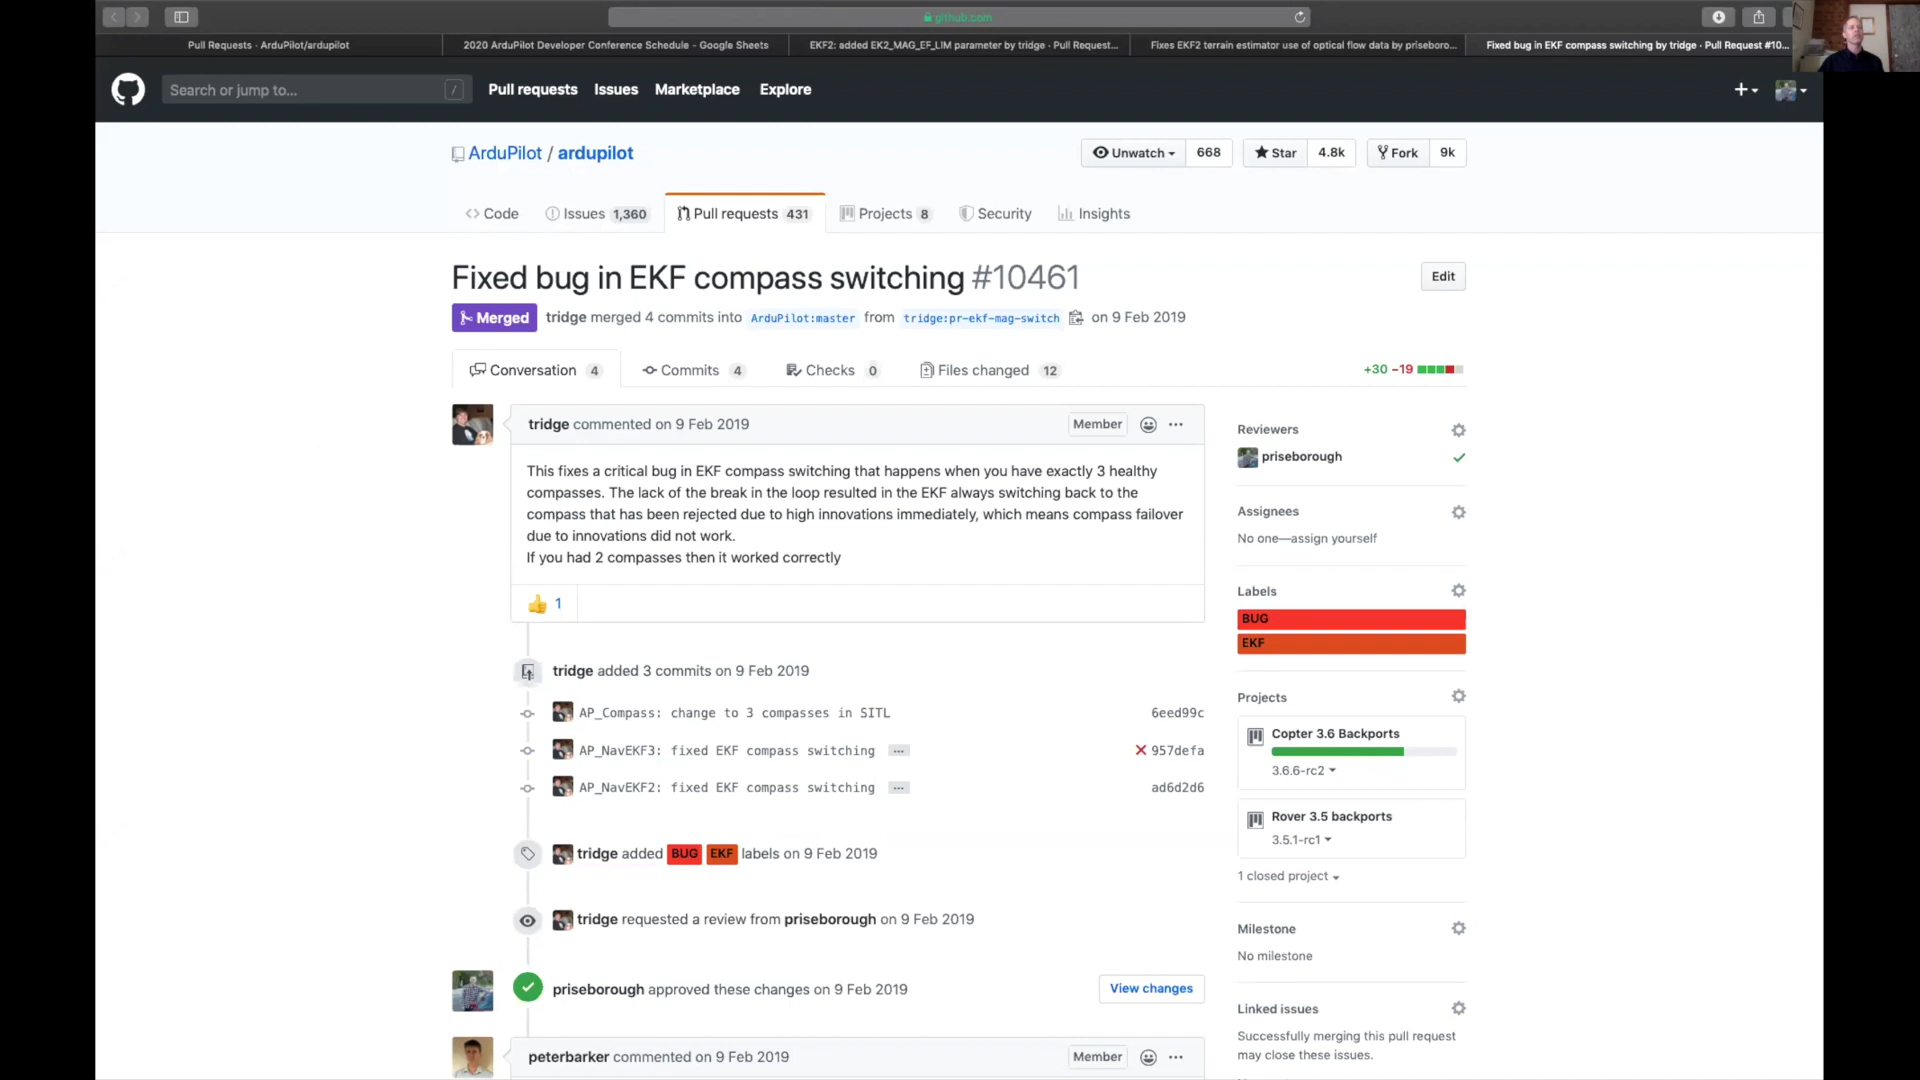 github.com
Pull Requests · ArduPilot/ardupilot
2020 ArduPilot Developer Conference Schedule - Google Sheets
EKF2: added EK2_MAG_EF_LIM parameter by tridge · Pull Request...
Fixes EKF2 terrain estimator use of optical flow data by priseboro...
Fixed bug in EKF compass switching by tridge · Pull Request #10...
Search or jump to...
/
Pull requests
Issues
Marketplace
Explore
ArduPilot / ardupilot
Unwatch
668
Star
4.8k
Fork
9k
Code
Issues 1,360
Pull requests 431
Projects 8
Security
Insights
Fixed bug in EKF compass switching #10461
Edit
Merged
tridge merged 4 commits into ArduPilot:master from tridge:pr-ekf-mag-switch on 9 Feb 2019
Conversation 4
Commits 4
Checks 0
Files changed 12
+30 −19
tridge commented on 9 Feb 2019
Member
This fixes a critical bug in EKF compass switching that happens when you have exactly 3 healthy
compasses. The lack of the break in the loop resulted in the EKF always switching back to the
compass that has been rejected due to high innovations immediately, which means compass failover
due to innovations did not work.
If you had 2 compasses then it worked correctly
1
tridge added 3 commits on 9 Feb 2019
AP_Compass: change to 3 compasses in SITL
6eed99c
AP_NavEKF3: fixed EKF compass switching
957defa
AP_NavEKF2: fixed EKF compass switching
ad6d2d6
tridge added BUG EKF labels on 9 Feb 2019
tridge requested a review from priseborough on 9 Feb 2019
priseborough approved these changes on 9 Feb 2019
View changes
peterbarker commented on 9 Feb 2019
Member
Reviewers
priseborough
Assignees
No one—assign yourself
Labels
BUG
EKF
Projects
Copter 3.6 Backports
3.6.6-rc2
Rover 3.5 backports
3.5.1-rc1
1 closed project
Milestone
No milestone
Linked issues
Successfully merging this pull request
may close these issues.